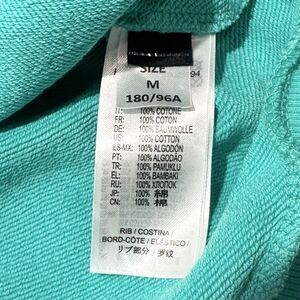 SIZE
94
M
180/96A
IT: 100% COTONE
FR: 100% COTON
DE: 100% BAUMWOLLE
US: 100% COTTON
ES-MX: 100% ALGODÓN
PT: 100% ALGODÃO
TR: 100% PAMUKLU
EL: 100% ΒΑΜΒΑΚΙ
RU: 100% ХЛОПОК
JP: 100% 綿
CN: 100% 棉
RIB / COSTINA /
BORD-CÔTE / ELÁSTICO /
リブ部分 / 罗纹